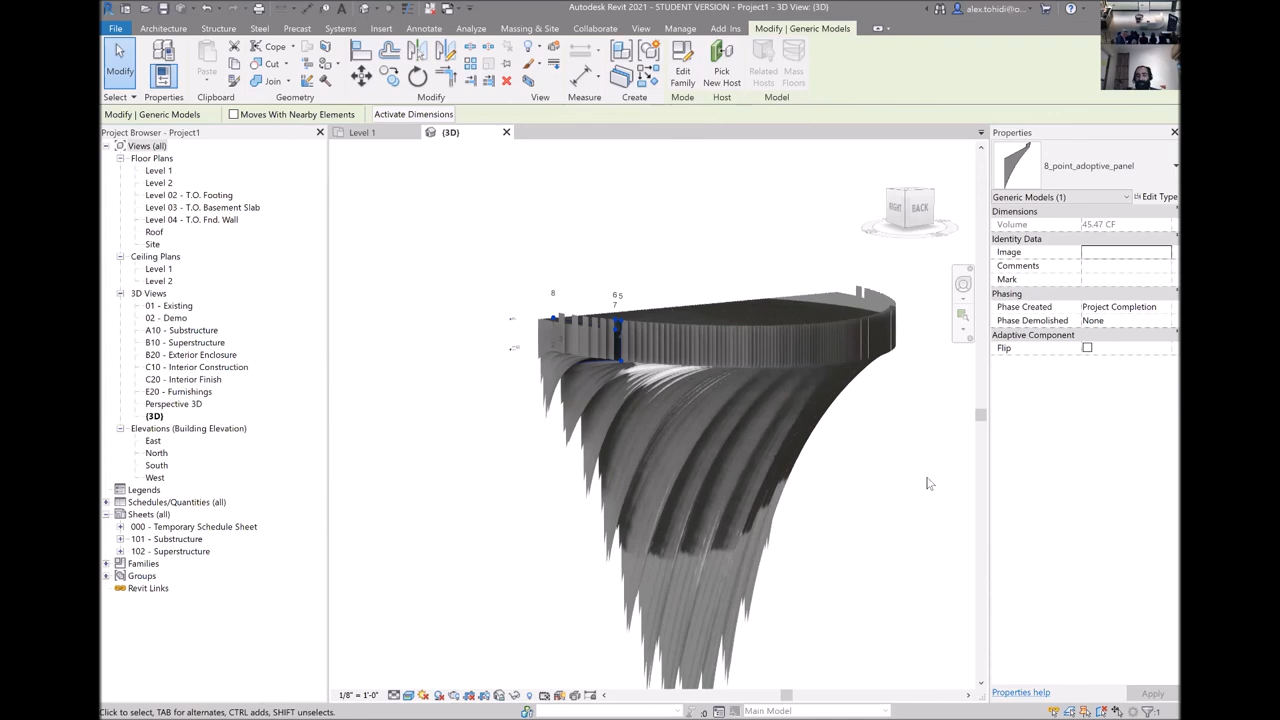 Autodesk Revit 2021 - STUDENT VERSION - Project1 - 3D View: {3D}
alex.tohidi@o...
File Architecture Structure Steel Precast Systems Insert Annotate Analyze Massing & Site Collaborate View Manage Add Ins Modify | Generic Models
Modify Paste Cope Cut Join Edit Family Pick New Host Related Hosts Mass Floors
Select Properties Clipboard Geometry Modify View Measure Create Mode Host Model
Modify | Generic Models Moves With Nearby Elements Activate Dimensions
Project Browser - Project1
Views (all)
Floor Plans
Level 1
Level 2
Level 02 - T.O. Footing
Level 03 - T.O. Basement Slab
Level 04 - T.O. Fnd. Wall
Roof
Site
Ceiling Plans
Level 1
Level 2
3D Views
01 - Existing
02 - Demo
A10 - Substructure
B10 - Superstructure
B20 - Exterior Enclosure
C10 - Interior Construction
C20 - Interior Finish
E20 - Furnishings
Perspective 3D
{3D}
Elevations (Building Elevation)
East
North
South
West
Legends
Schedules/Quantities (all)
Sheets (all)
000 - Temporary Schedule Sheet
101 - Substructure
102 - Superstructure
Families
Groups
Revit Links
Level 1 {3D}
RIGHT BACK
8 6 5
7
Properties
8_point_adoptive_panel
Generic Models (1) Edit Type
Dimensions
Volume 45.47 CF
Identity Data
Image
Comments
Mark
Phasing
Phase Created Project Completion
Phase Demolished None
Adaptive Component
Flip
Properties help Apply
1/8" = 1'-0"
Click to select, TAB for alternates, CTRL adds, SHIFT unselects. :0 Main Model :1